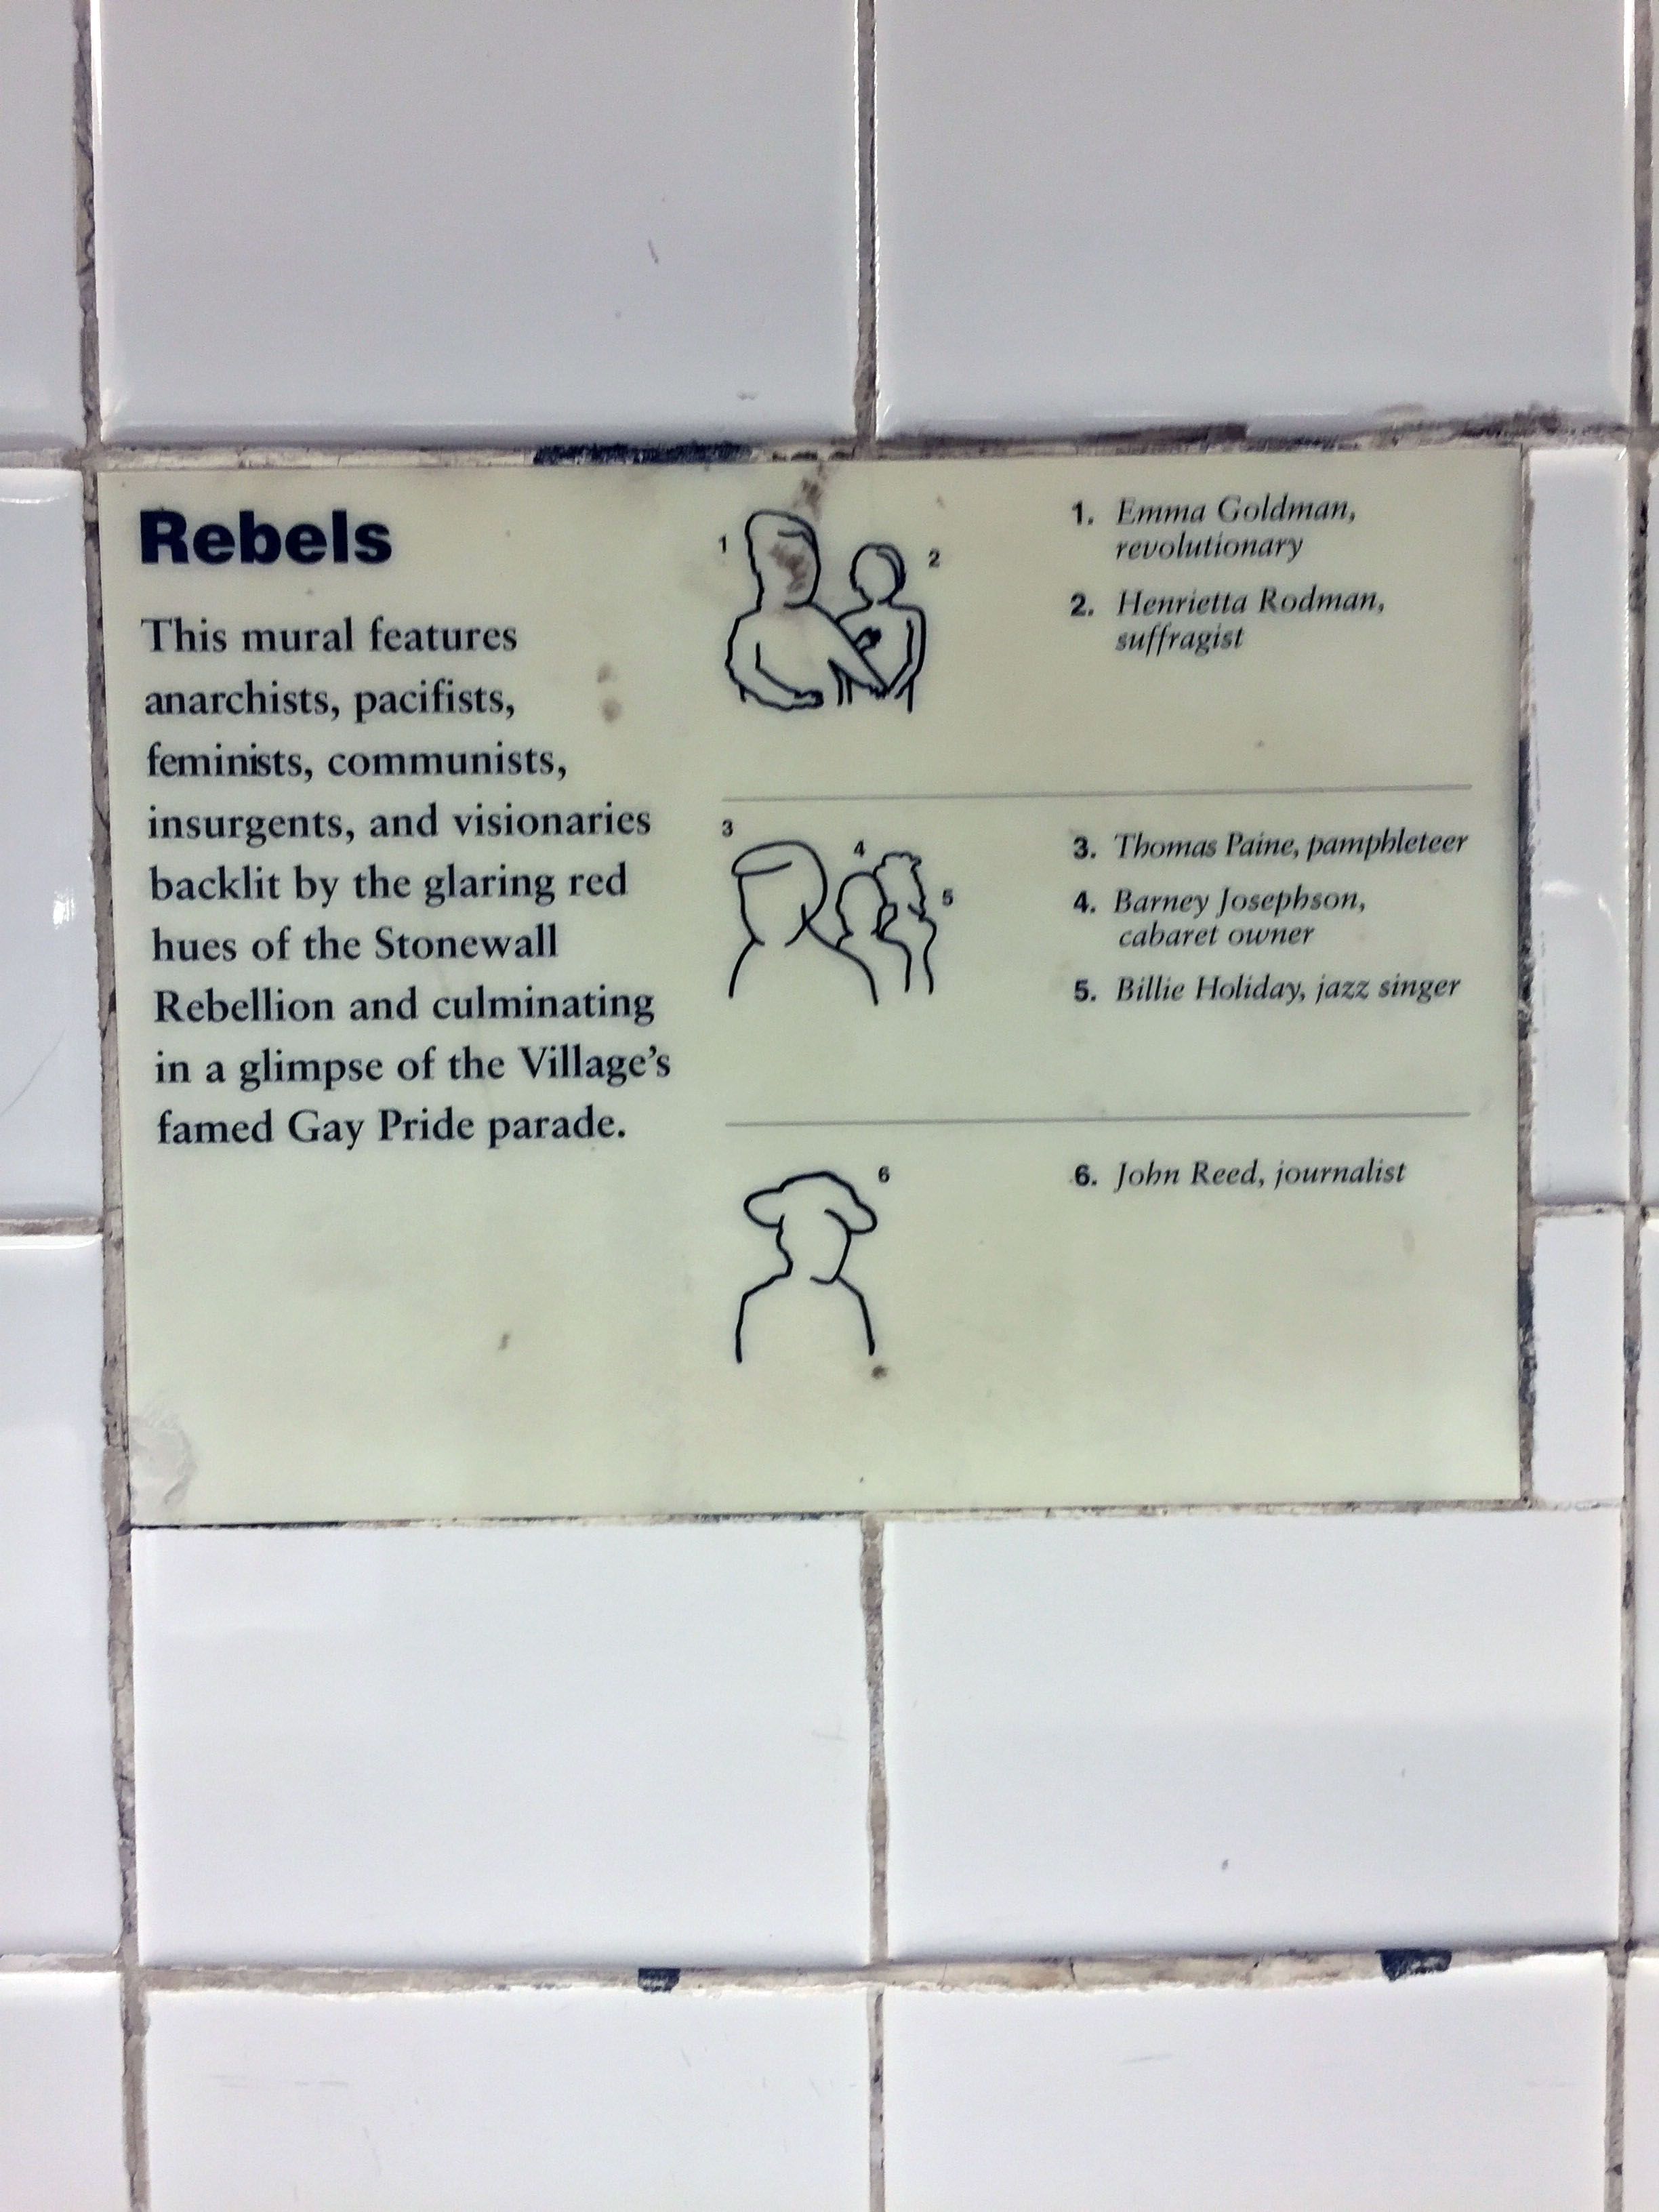 Rebels
This mural features
anarchists, pacifists,
feminists, communists,
insurgents, and visionaries
backlit by the glaring red
hues of the Stonewall
Rebellion and culminating
in a glimpse of the Village's
famed Gay Pride parade.
1
2
1. Emma Goldman,
revolutionary
2. Henrietta Rodman,
suffragist
3
4
5
3. Thomas Paine, pamphleteer
4. Barney Josephson,
cabaret owner
5. Billie Holiday, jazz singer
6
6. John Reed, journalist